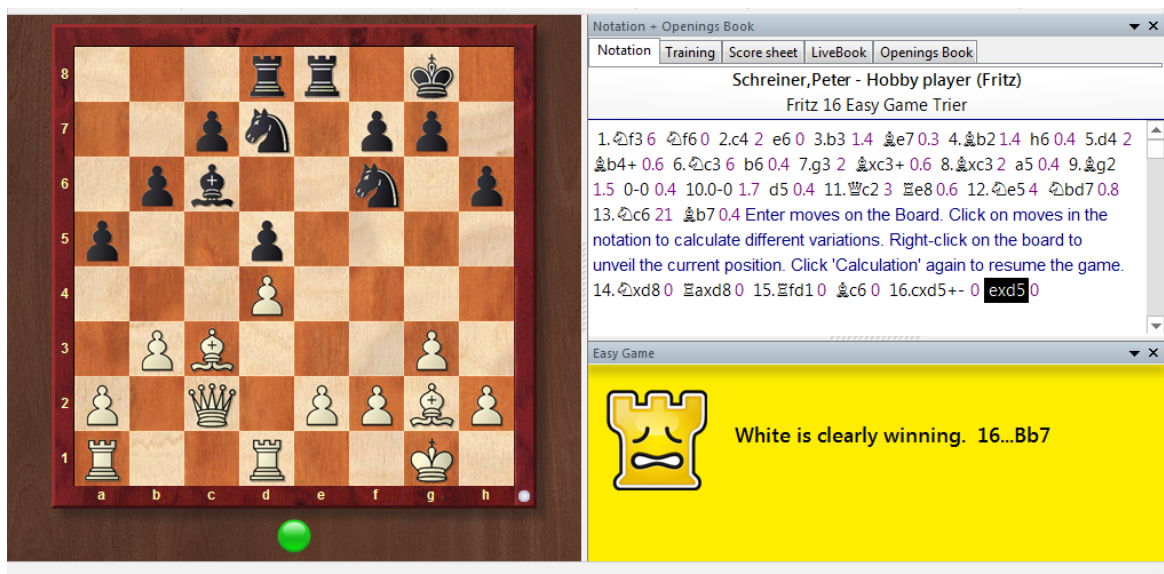 8
7
6
5
4
3
2
1
a b c d e f g h
Notation + Openings Book
Notation Training Score sheet LiveBook Openings Book
Schreiner,Peter - Hobby player (Fritz)
Fritz 16 Easy Game Trier
1.♘f3 6 ♘f6 0 2.c4 2 e6 0 3.b3 1.4 ♗e7 0.3 4.♗b2 1.4 h6 0.4 5.d4 2
♗b4+ 0.6 6.♘c3 6 b6 0.4 7.g3 2 ♗xc3+ 0.6 8.♗xc3 2 a5 0.4 9.♗g2
1.5 0-0 0.4 10.0-0 1.7 d5 0.4 11.♕c2 3 ♖e8 0.6 12.♘e5 4 ♘bd7 0.8
13.♘c6 21 ♗b7 0.4 Enter moves on the Board. Click on moves in the
notation to calculate different variations. Right-click on the board to
unveil the current position. Click 'Calculation' again to resume the game.
14.♘xd8 0 ♖axd8 0 15.♖fd1 0 ♗c6 0 16.cxd5+- 0 exd5 0
Easy Game
White is clearly winning. 16...Bb7